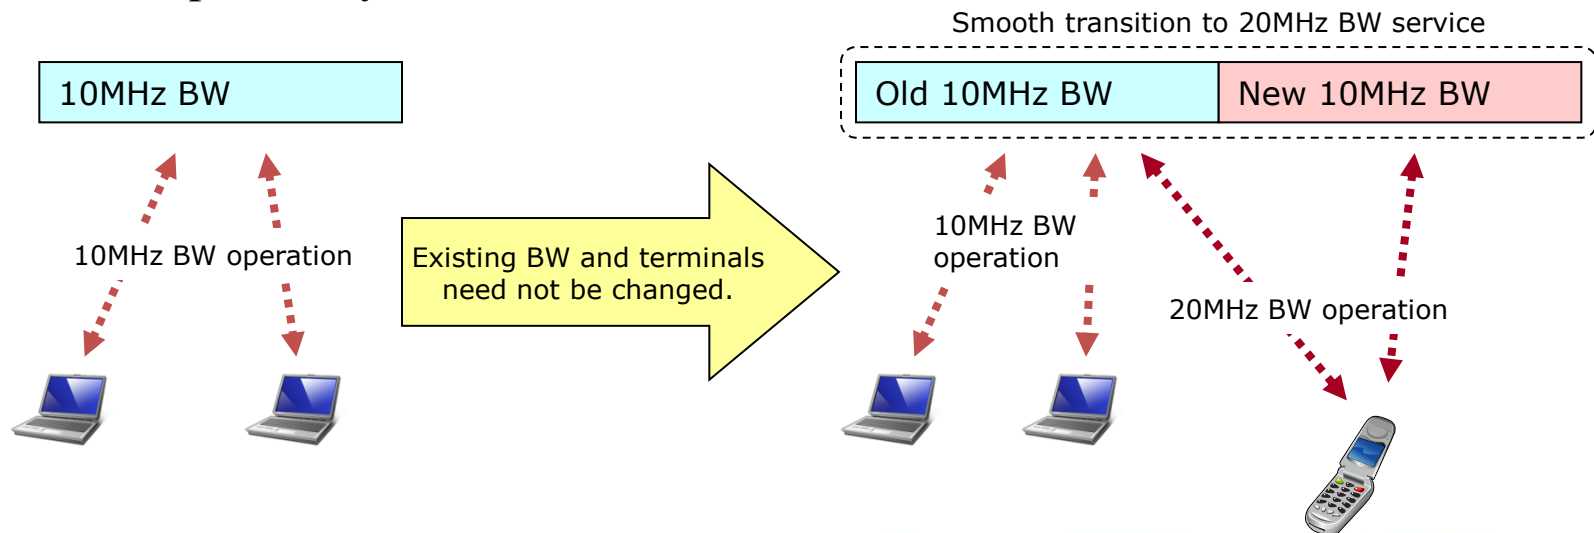 Smooth transition to 20MHz BW service
10MHz BW
Old 10MHz BW
New 10MHz BW
10MHz BW operation
Existing BW and terminals
need not be changed.
10MHz BW
operation
20MHz BW operation